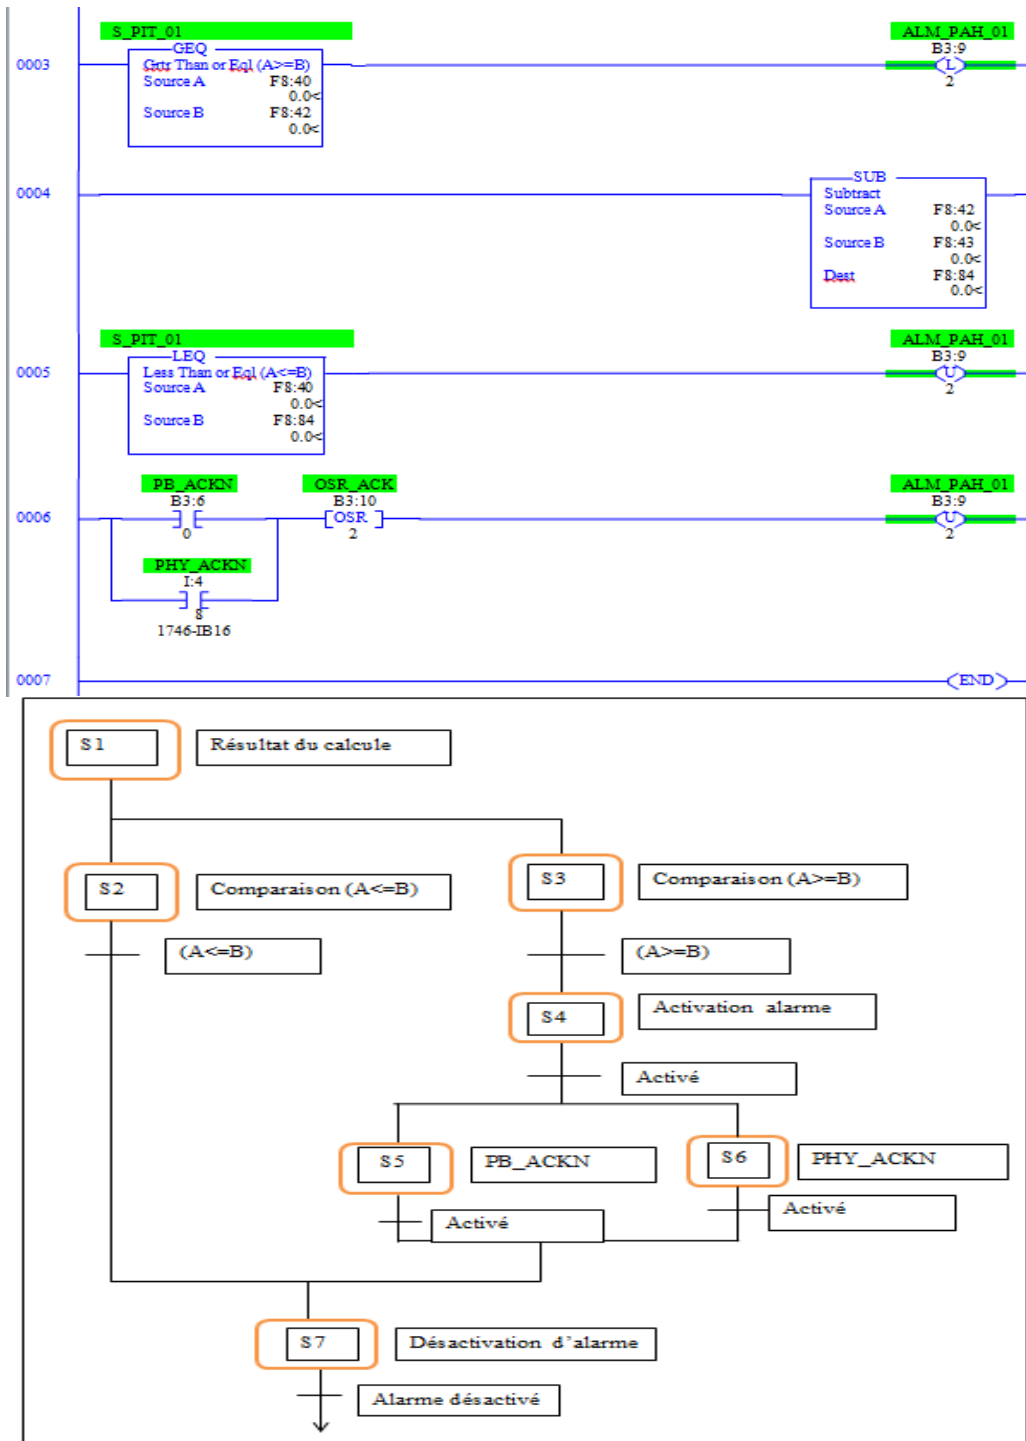 S_PIT_01
ALM_PAH_01
GEQ
B3:9
0003
Grtr Than or Eql (A>=B)
L
Source A F8:40
2
0.0<
Source B F8:42
0.0<
0004
SUB
Subtract
Source A F8:42
0.0<
Source B F8:43
0.0<
Dest F8:84
0.0<
S_PIT_01
ALM_PAH_01
LEQ
B3:9
0005
Less Than or Eql (A<=B)
U
Source A F8:40
2
0.0<
Source B F8:84
0.0<
PB_ACKN
OSR_ACK
ALM_PAH_01
B3:6
B3:10
B3:9
0006
OSR
U
0
2
2
PHY_ACKN
I:4
8
1746-IB16
0007
END
S1
Résultat du calcule
S2
Comparaison (A<=B)
S3
Comparaison (A>=B)
(A<=B)
(A>=B)
S4
Activation alarme
Activé
S5
PB_ACKN
S6
PHY_ACKN
Activé
Activé
S7
Désactivation d’alarme
Alarme désactivé